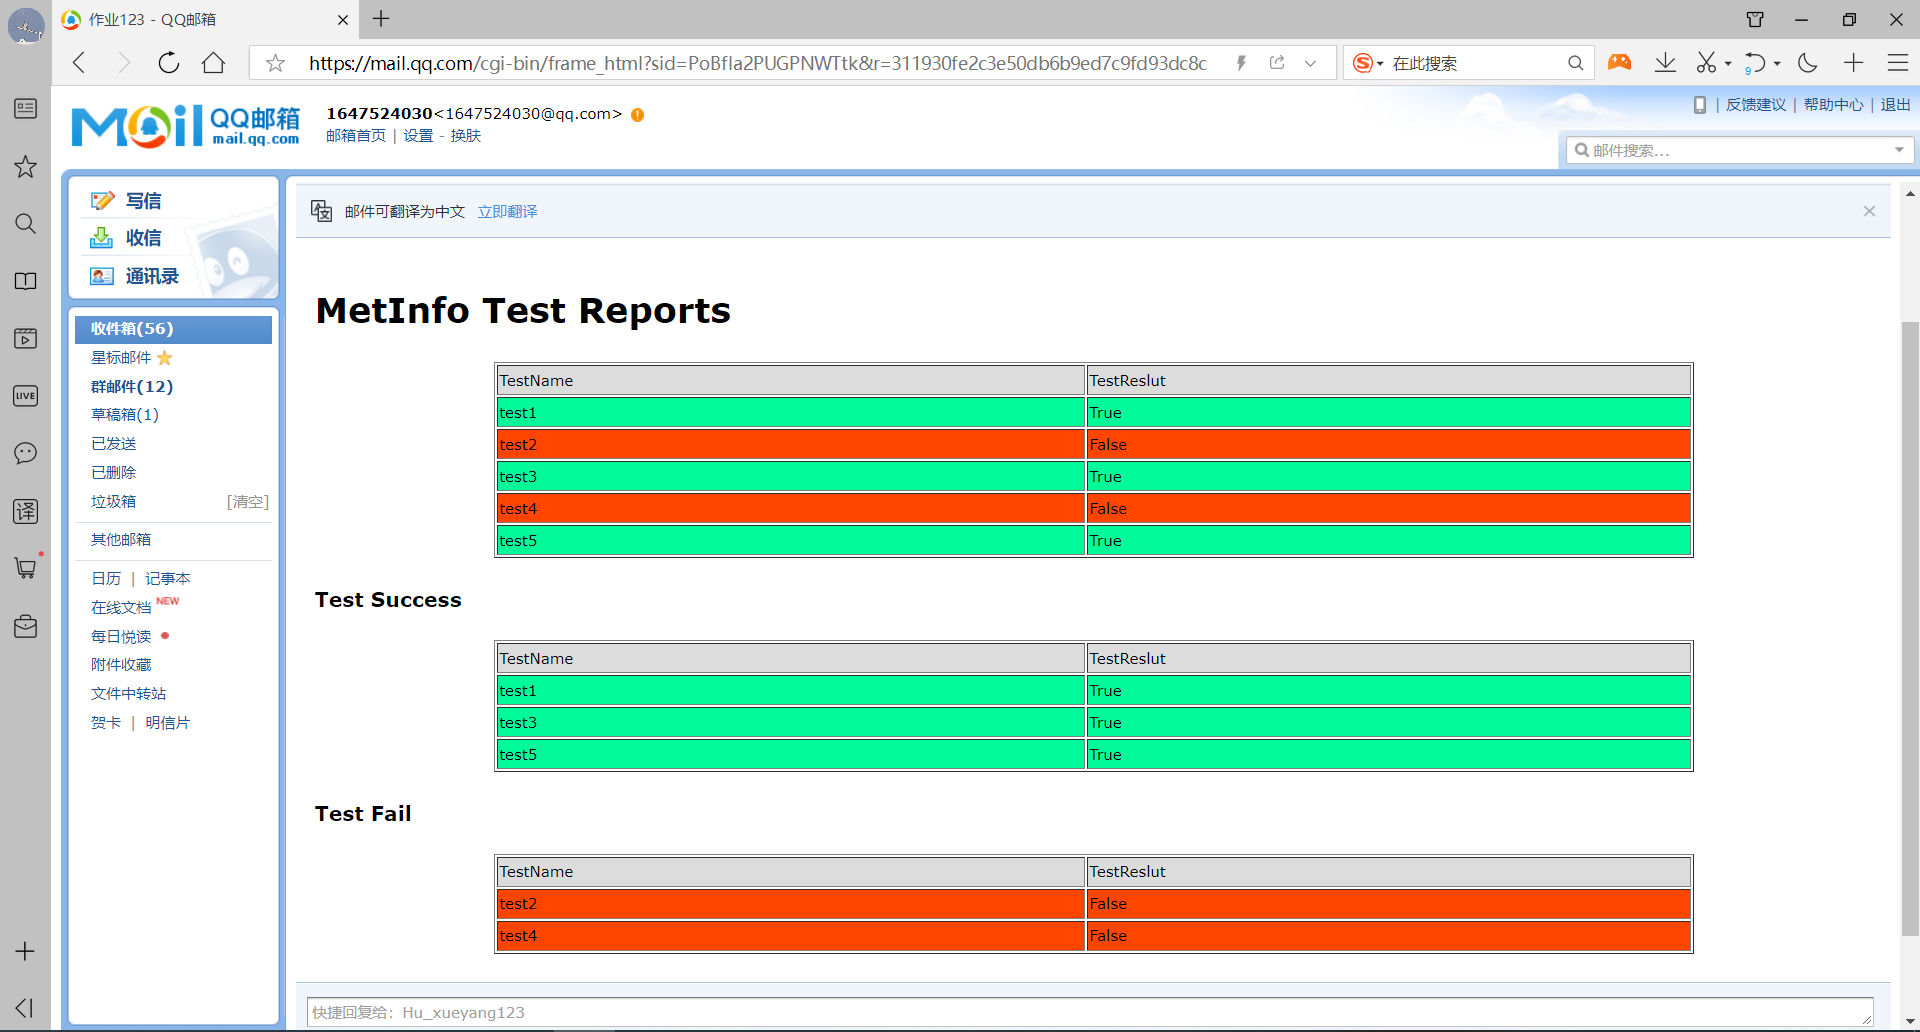 作业123 - QQ邮箱
https://mail.qq.com/cgi-bin/frame_html?sid=PoBfla2PUGPNWTtk&r=311930fe2c3e50db6b9ed7c9fd93dc8c
在此搜索
9
Mail QQ邮箱
mail.qq.com
1647524030<1647524030@qq.com>
邮箱首页 | 设置 - 换肤
| 反馈建议 | 帮助中心 | 退出
邮件搜索...
写信
收信
通讯录
收件箱(56)
星标邮件
群邮件(12)
草稿箱(1)
已发送
已删除
垃圾箱 [清空]
其他邮箱
日历 | 记事本
在线文档 NEW
每日悦读
附件收藏
文件中转站
贺卡 | 明信片
LIVE
译
邮件可翻译为中文 立即翻译
MetInfo Test Reports
TestName TestReslut
test1 True
test2 False
test3 True
test4 False
test5 True
Test Success
TestName TestReslut
test1 True
test3 True
test5 True
Test Fail
TestName TestReslut
test2 False
test4 False
快捷回复给：Hu_xueyang123